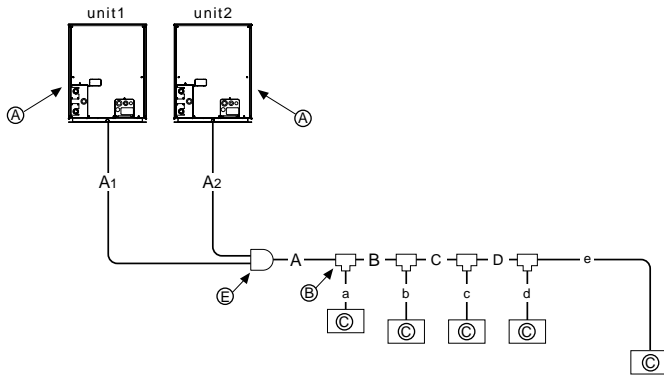 unit1 unit2
Ⓐ Ⓐ
A1 A2
A B C D e
Ⓔ Ⓑ a b c d
Ⓒ Ⓒ Ⓒ Ⓒ
Ⓒ